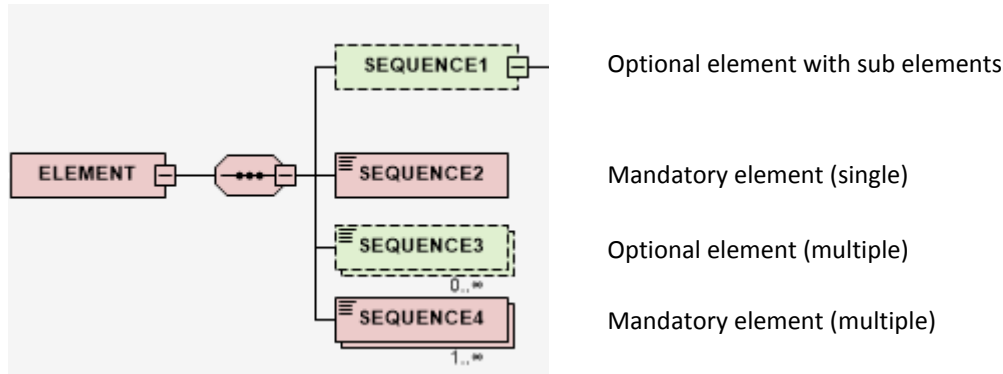 SEQUENCE1 Optional element with sub elements
ELEMENT SEQUENCE2 Mandatory element (single)
SEQUENCE3 Optional element (multiple)
0..∞
SEQUENCE4 Mandatory element (multiple)
1..∞